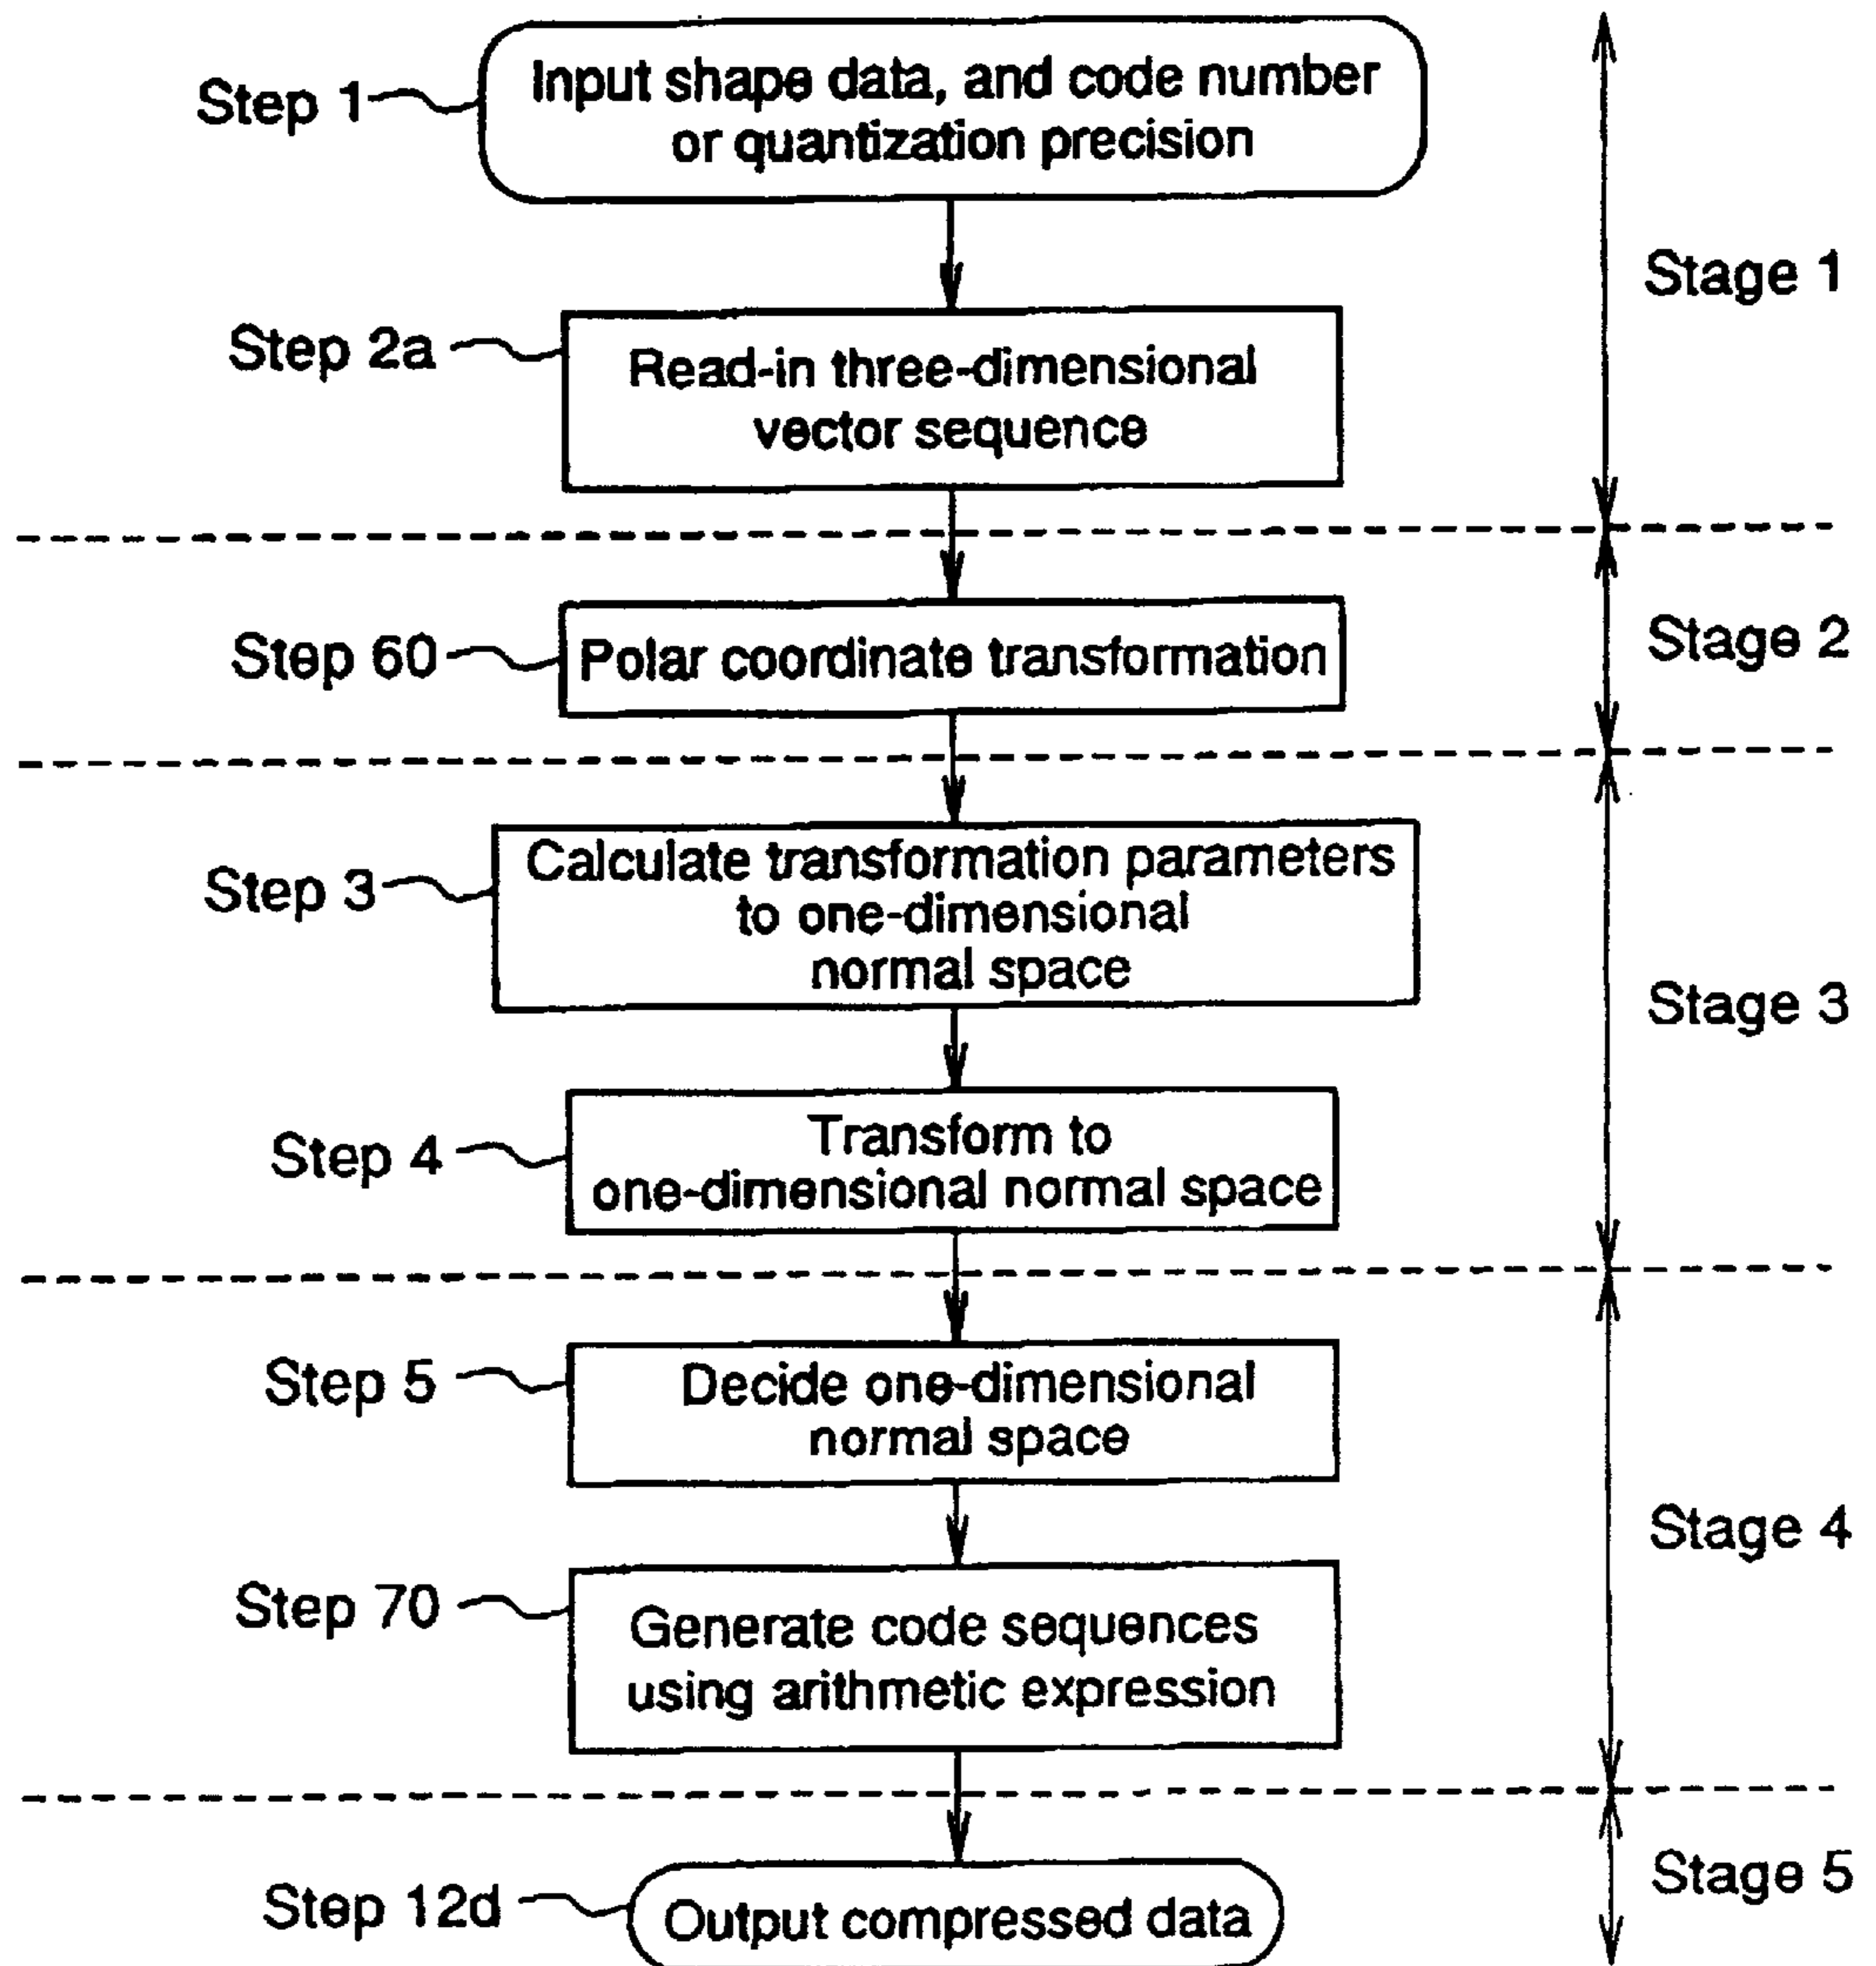 Step 1
Input shape data, and code number
or quantization precision
Stage 1
Step 2a
Read-in three-dimensional
vector sequence
Step 60
Polar coordinate transformation
Stage 2
Step 3
Calculate transformation parameters
to one-dimensional
normal space
Stage 3
Step 4
Transform to
one-dimensional normal space
Step 5
Decide one-dimensional
normal space
Stage 4
Step 70
Generate code sequences
using arithmetic expression
Stage 5
Step 12d
Output compressed data